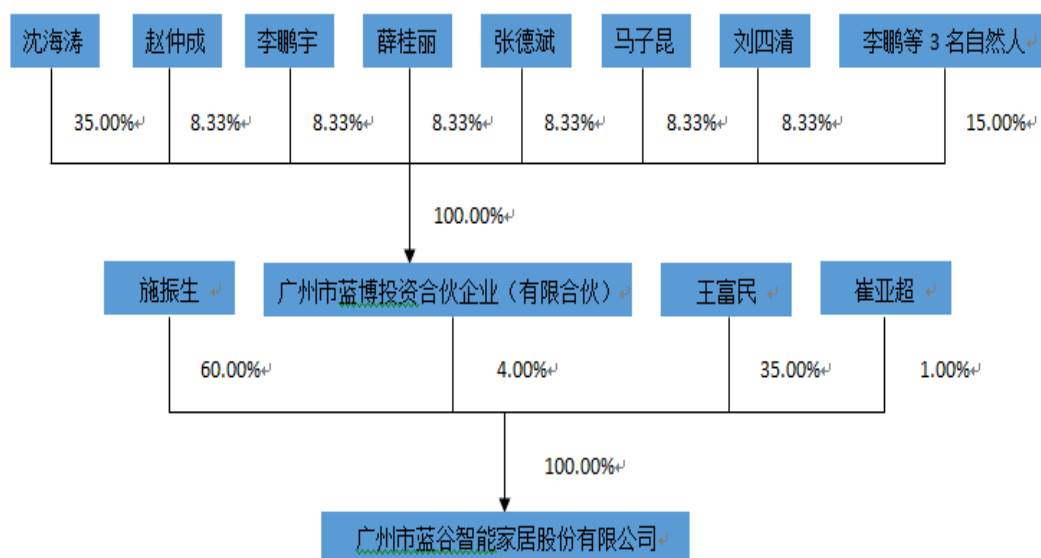 沈海涛 赵仲成 李鹏宇 薛桂丽 张德斌 马子昆 刘四清 李鹏等 3 名自然人↵
35.00%↵ 8.33%↵ 8.33%↵ 8.33%↵ 8.33%↵ 8.33%↵ 8.33%↵ 15.00%↵
100.00%↵
施振生 广州市蓝博投资合伙企业（有限合伙）↵ 王富民 ↵ 崔亚超 ↵
60.00%↵ 4.00%↵ 35.00%↵ 1.00%↵
100.00%↵
广州市蓝谷智能家居股份有限公司↵